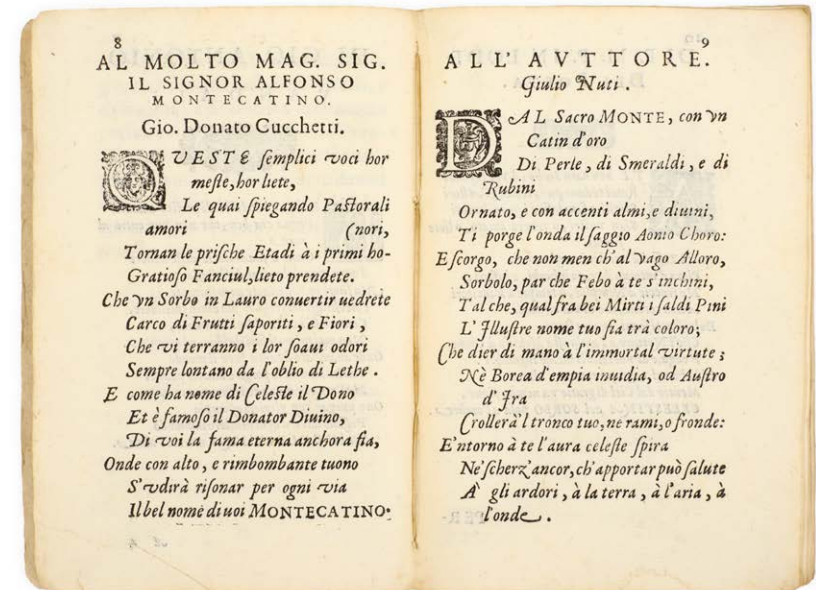 8
AL MOLTO MAG. SIG.
IL SIGNOR ALFONSO
MONTECATINO.
Gio. Donato Cucchetti.
QVESTE semplici voci hor
meste, hor liete,
Le quai spiegando Pastorali
amori (nori,
Tornan le prische Etadi à i primi ho-
Gratioso Fanciul, lieto prendete.
Che vn Sorbo in Lauro conuertir uedrete
Carco di Frutti saporiti, e Fiori,
Che vi terranno i lor soaui odori
Sempre lontano da l'oblio di Lethe.
E come ha nome di Celeste il Dono
Et è famoso il Donator Diuino,
Di voi la fama eterna anchora fia,
Onde con alto, e rimbombante tuono
S'vdirà risonar per ogni via
Il bel nome di uoi MONTECATINO.
9
ALL'AVTTORE.
Giulio Nuti.
DAL Sacro MONTE, con vn
Catin d'oro
Di Perle, di Smeraldi, e di
Rubini
Ornato, e con accenti almi, e diuini,
Ti porge l'onda il saggio Aonio Choro:
E scorgo, che non men ch'al vago Alloro,
Sorbolo, par che Febo à te s'inchini,
Tal che, qual fra bei Mirti i saldi Pini
L'Illustre nome tuo fia trà coloro;
Che dier di mano à l'immortal virtute;
Nè Borea d'empia inuidia, od Austro
d'Ira
Crollerà'l tronco tuo, ne rami, o fronde:
E'ntorno à te l'aura celeste spira
Ne'scherz'ancor, ch'apportar può salute
A' gli ardori, à la terra, à l'aria, à
l'onde.